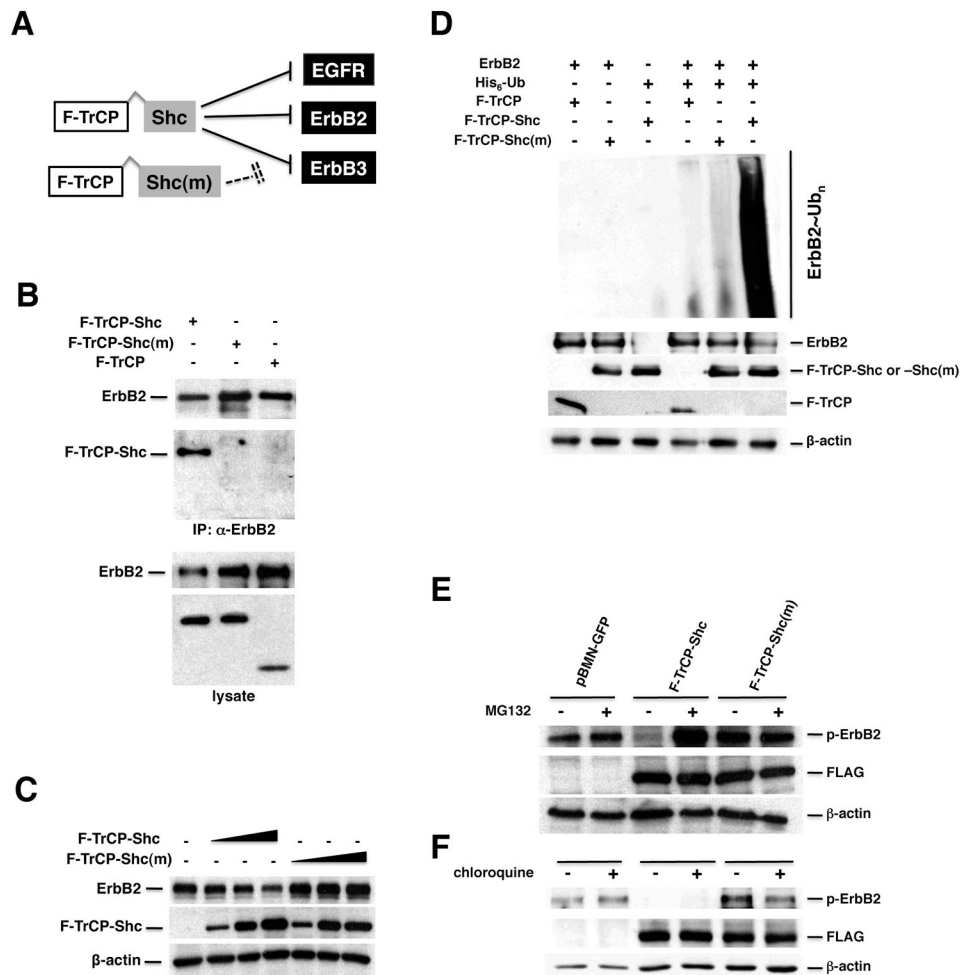 A
F-TrCP Shc EGFR
ErbB2
F-TrCP Shc(m) ErbB3
B
F-TrCP-Shc + - -
F-TrCP-Shc(m) - + -
F-TrCP - - +
ErbB2
F-TrCP-Shc
IP: α-ErbB2
ErbB2
lysate
C
F-TrCP-Shc - - - -
F-TrCP-Shc(m) - - - -
ErbB2
F-TrCP-Shc
β-actin
D
ErbB2 + + - - + + +
His6-Ub - - + + + + +
F-TrCP + - - - + - -
F-TrCP-Shc - - + - - - +
F-TrCP-Shc(m) - + - - - + -
ErbB2~Ubn
ErbB2
F-TrCP-Shc or –Shc(m)
F-TrCP
β-actin
E
pBMN-GFP F-TrCP-Shc F-TrCP-Shc(m)
MG132 - + - + - +
p-ErbB2
FLAG
β-actin
F
chloroquine - + - + - +
p-ErbB2
FLAG
β-actin